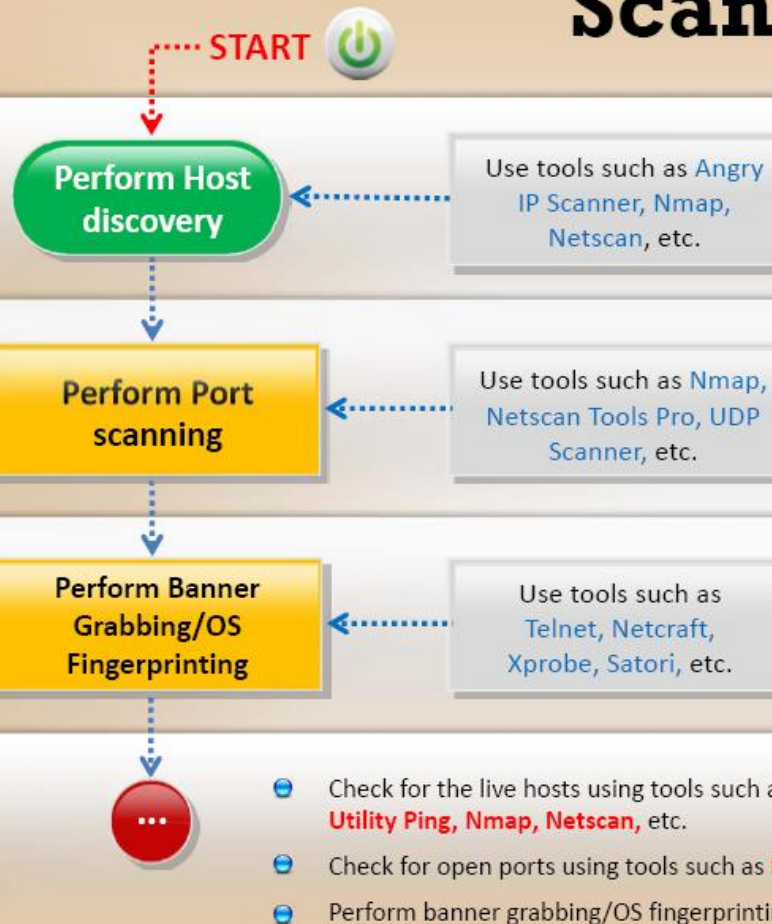 Scan
START
Perform Host
discovery
Use tools such as Angry
IP Scanner, Nmap,
Netscan, etc.
Perform Port
scanning
Use tools such as Nmap,
Netscan Tools Pro, UDP
Scanner, etc.
Perform Banner
Grabbing/OS
Fingerprinting
Use tools such as
Telnet, Netcraft,
Xprobe, Satori, etc.
...
Check for the live hosts using tools such a
Utility Ping, Nmap, Netscan, etc.
Check for open ports using tools such as
Perform banner grabbing/OS fingerprintin